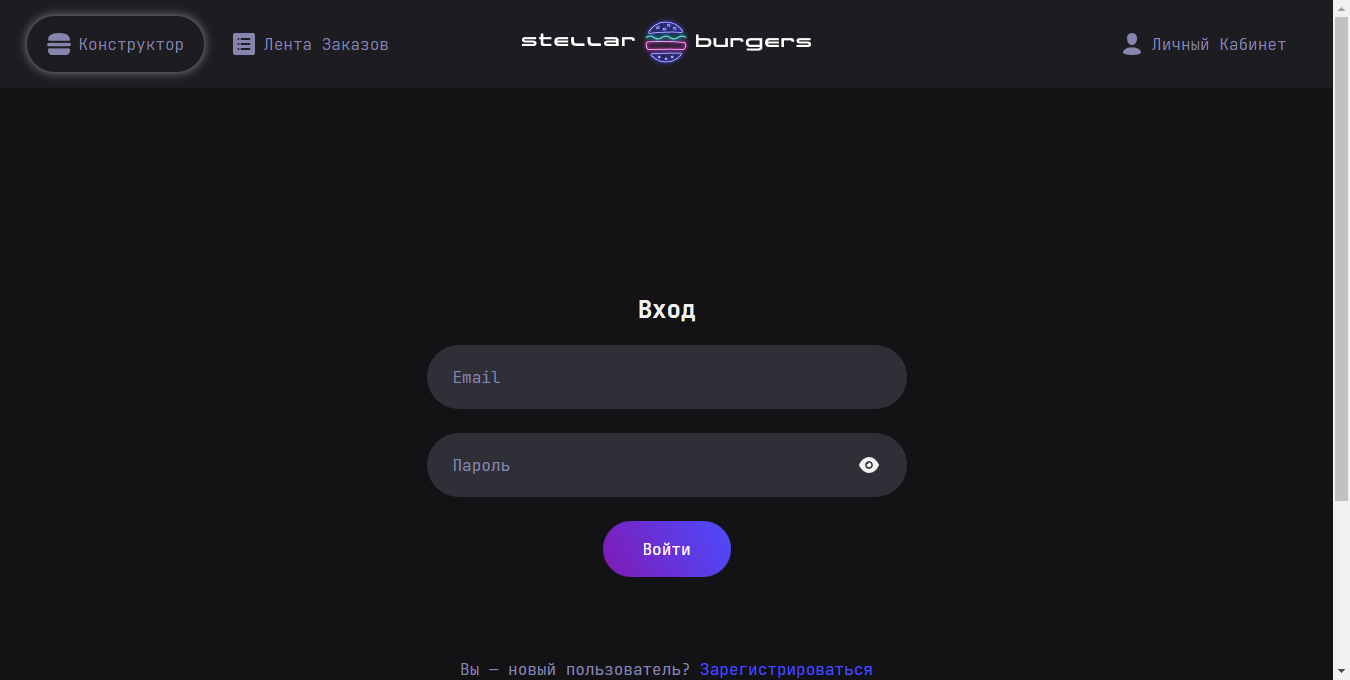 Конструктор
Лента Заказов
stellar burgers
Личный Кабинет
Вход
Email
Пароль
Войти
Вы — новый пользователь? Зарегистрироваться